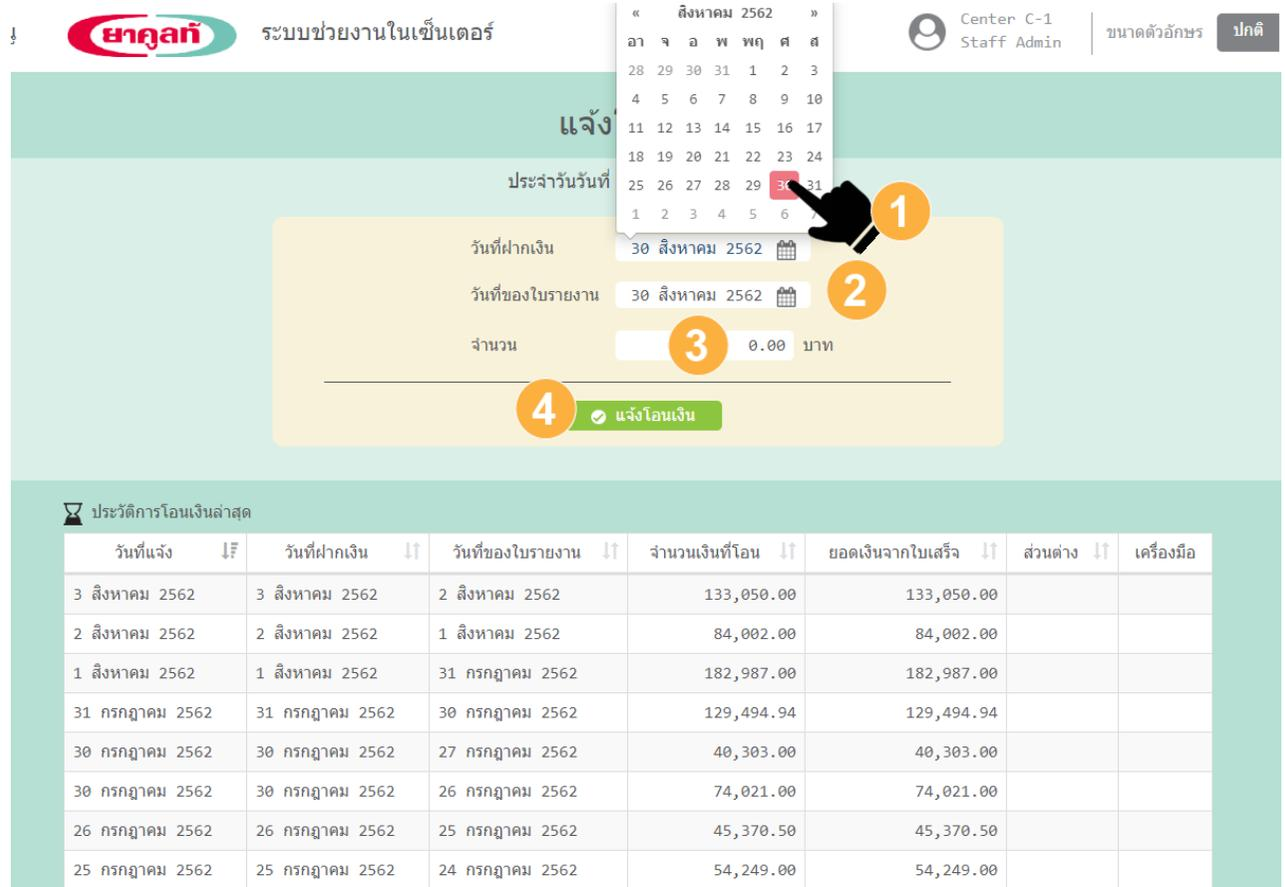 ยาคูลท์ ระบบช่วยงานในเซ็นเตอร์
Center C-1
Staff Admin
ขนาดตัวอักษร ปกติ
« สิงหาคม 2562 »
อา จ อ พ พฤ ศ ส
28 29 30 31 1 2 3
4 5 6 7 8 9 10
11 12 13 14 15 16 17
18 19 20 21 22 23 24
25 26 27 28 29 30 31
1 2 3 4 5 6 7
แจ้ง
ประจำวันวันที่
1
วันที่ฝากเงิน 30 สิงหาคม 2562
วันที่ของใบรายงาน 30 สิงหาคม 2562 2
จำนวน 3 0.00 บาท
4 แจ้งโอนเงิน
ประวัติการโอนเงินล่าสุด
วันที่แจ้ง วันที่ฝากเงิน วันที่ของใบรายงาน จำนวนเงินที่โอน ยอดเงินจากใบเสร็จ ส่วนต่าง เครื่องมือ
3 สิงหาคม 2562 3 สิงหาคม 2562 2 สิงหาคม 2562 133,050.00 133,050.00
2 สิงหาคม 2562 2 สิงหาคม 2562 1 สิงหาคม 2562 84,002.00 84,002.00
1 สิงหาคม 2562 1 สิงหาคม 2562 31 กรกฎาคม 2562 182,987.00 182,987.00
31 กรกฎาคม 2562 31 กรกฎาคม 2562 30 กรกฎาคม 2562 129,494.94 129,494.94
30 กรกฎาคม 2562 30 กรกฎาคม 2562 27 กรกฎาคม 2562 40,303.00 40,303.00
30 กรกฎาคม 2562 30 กรกฎาคม 2562 26 กรกฎาคม 2562 74,021.00 74,021.00
26 กรกฎาคม 2562 26 กรกฎาคม 2562 25 กรกฎาคม 2562 45,370.50 45,370.50
25 กรกฎาคม 2562 25 กรกฎาคม 2562 24 กรกฎาคม 2562 54,249.00 54,249.00